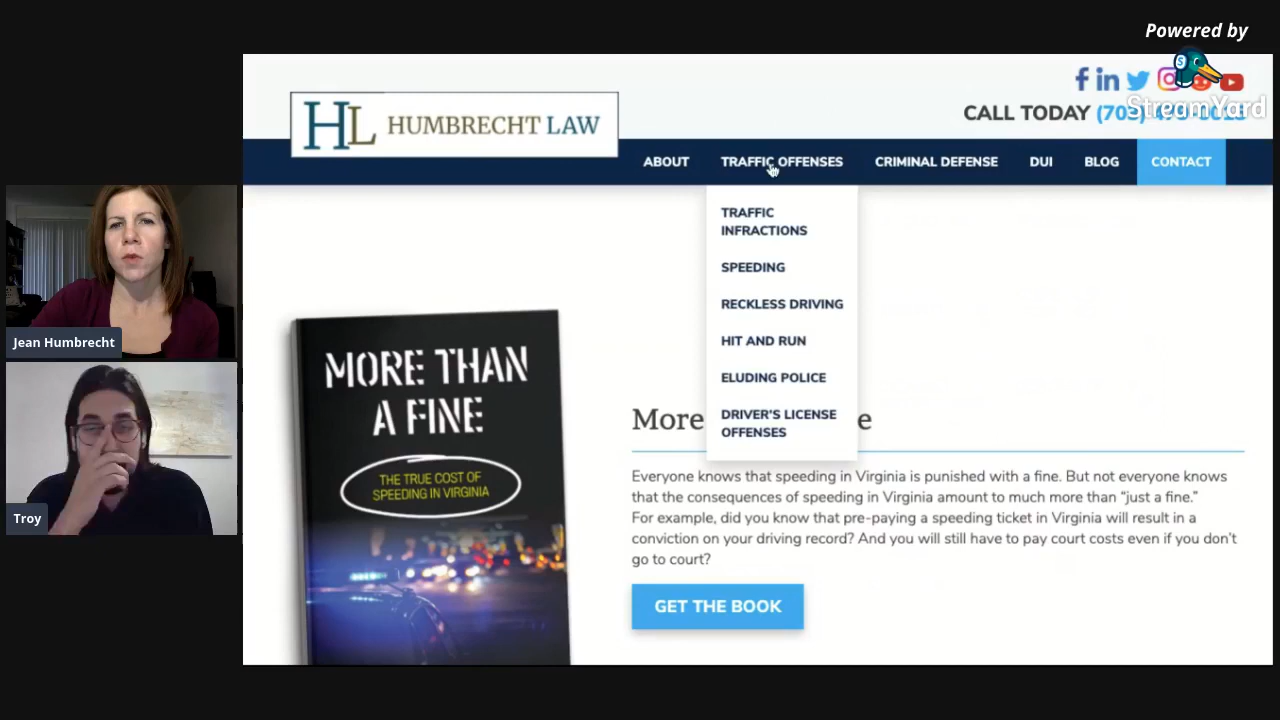 Powered by
StreamYard
HL HUMBRECHT LAW
CALL TODAY
ABOUT TRAFFIC OFFENSES CRIMINAL DEFENSE DUI BLOG CONTACT
TRAFFIC
INFRACTIONS
SPEEDING
RECKLESS DRIVING
HIT AND RUN
ELUDING POLICE
DRIVER'S LICENSE
OFFENSES
Jean Humbrecht
Troy
MORE THAN
A FINE
THE TRUE COST OF
SPEEDING IN VIRGINIA
More
Everyone knows that speeding in Virginia is punished with a fine. But not everyone knows
that the consequences of speeding in Virginia amount to much more than “just a fine.”
For example, did you know that pre-paying a speeding ticket in Virginia will result in a
conviction on your driving record? And you will still have to pay court costs even if you don’t
go to court?
GET THE BOOK